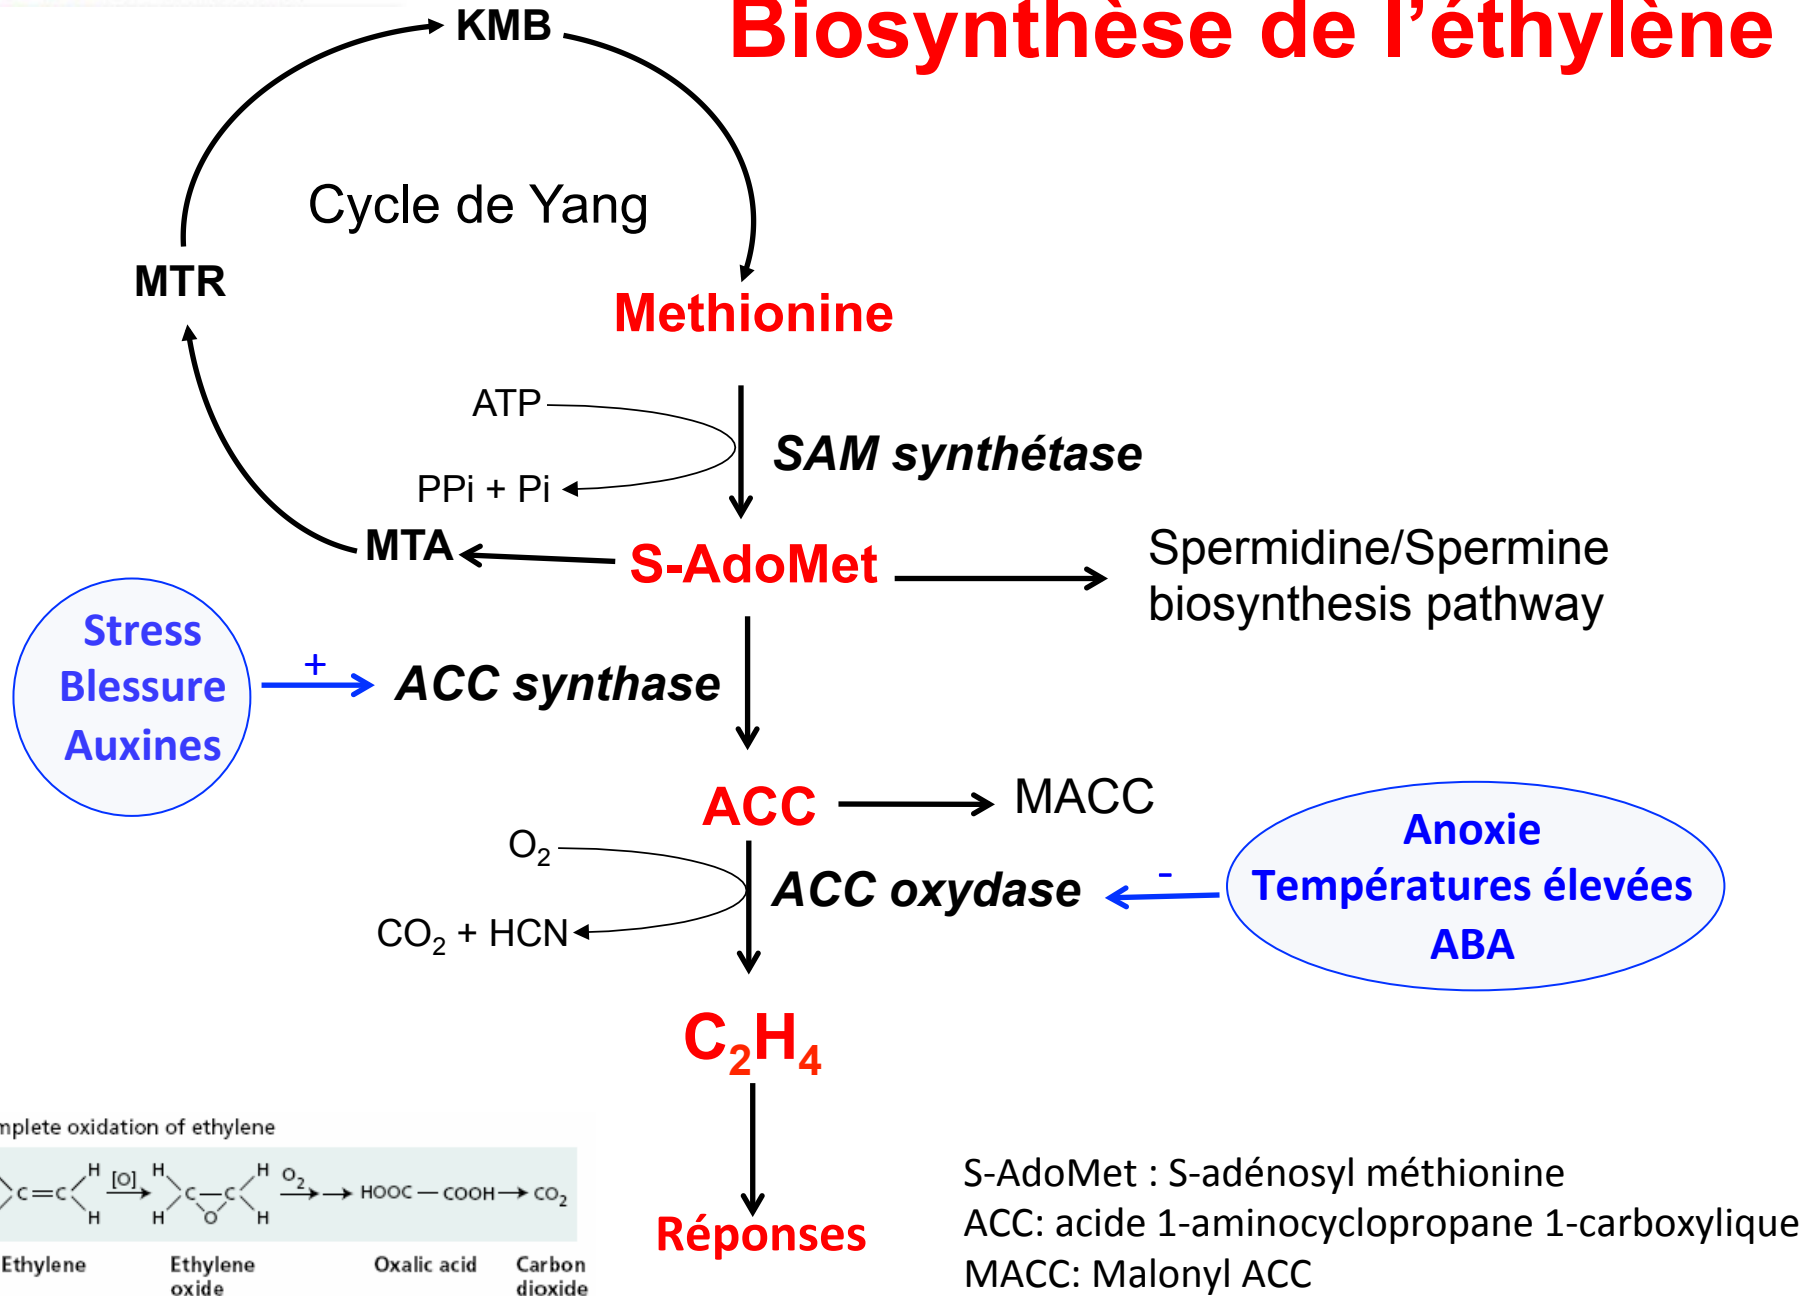 Biosynthèse de l'éthylène
KMB
Cycle de Yang
MTR
Methionine
ATP
SAM synthétase
PPi + Pi
MTA
S-AdoMet
Spermidine/Spermine
biosynthesis pathway
Stress
Blessure
Auxines
+
ACC synthase
ACC
MACC
O₂
ACC oxydase
-
Anoxie
Températures élevées
ABA
CO₂ + HCN
C₂H₄
Réponses
oxidation of ethylene
H H H O₂
[O]
C=C C—C HOOC — COOH CO₂
H H O H
Ethylene Ethylene Oxalic acid Carbon
oxide dioxide
S-AdoMet : S-adénosyl méthionine
ACC: acide 1-aminocyclopropane 1-carboxylique
MACC: Malonyl ACC